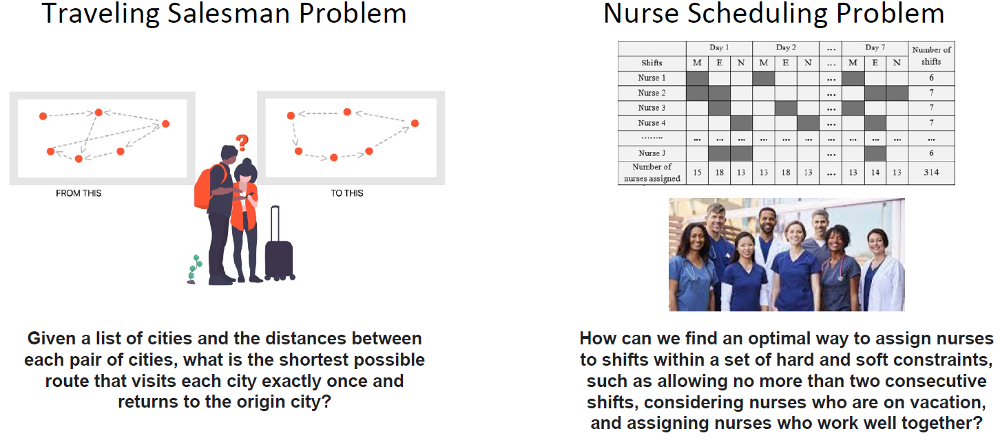 Traveling Salesman Problem
FROM THIS
?
TO THIS
Given a list of cities and the distances between
each pair of cities, what is the shortest possible
route that visits each city exactly once and
returns to the origin city?
Nurse Scheduling Problem
Day 1 Day 2 ... Day 7 Number of shifts
Shifts M E N M E N ... M E N
Nurse 1 ... 6
Nurse 2 ... 7
Nurse 3 ... 7
Nurse 4 ... 7
........ ... ... ... ... ... ... ... ... ... ... ...
Nurse J ... 6
Number of nurses assigned 15 18 13 13 18 13 ... 13 14 13 314
How can we find an optimal way to assign nurses
to shifts within a set of hard and soft constraints,
such as allowing no more than two consecutive
shifts, considering nurses who are on vacation,
and assigning nurses who work well together?